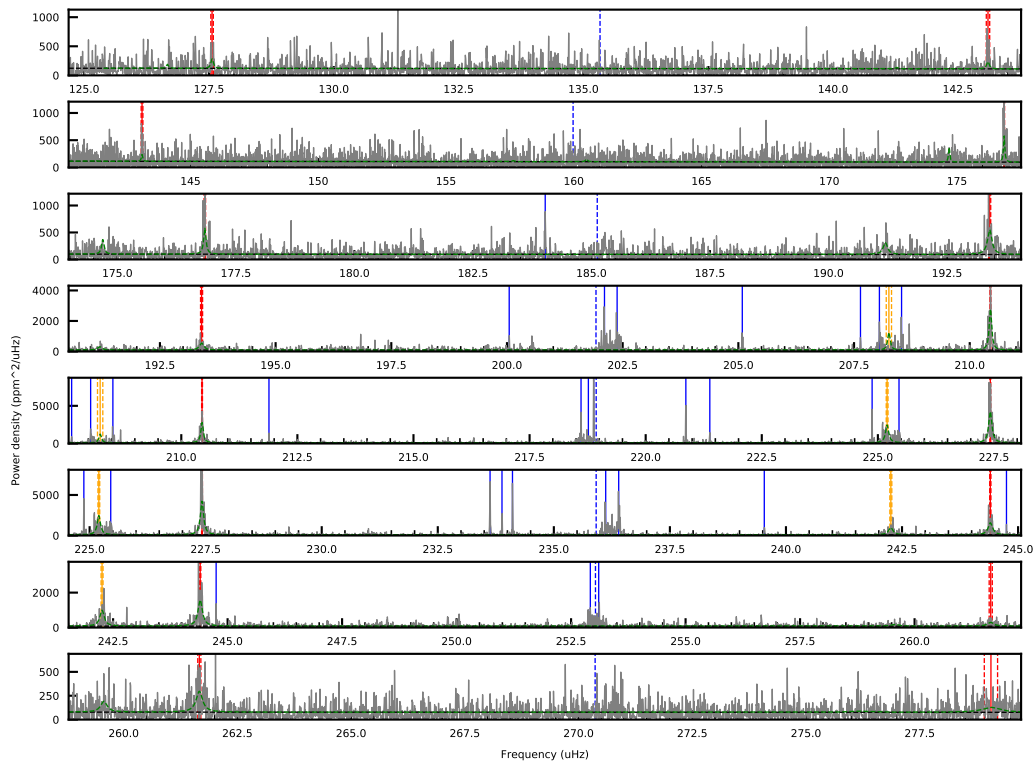 1000
500
0
125.0 127.5 130.0 132.5 135.0 137.5 140.0 142.5
1000
500
0
145 150 155 160 165 170 175
1000
500
0
175.0 177.5 180.0 182.5 185.0 187.5 190.0 192.5
4000
2000
0
192.5 195.0 197.5 200.0 202.5 205.0 207.5 210.0
Power density (ppm^2/uHz)
5000
0
210.0 212.5 215.0 217.5 220.0 222.5 225.0 227.5
5000
0
225.0 227.5 230.0 232.5 235.0 237.5 240.0 242.5 245.0
2000
0
242.5 245.0 247.5 250.0 252.5 255.0 257.5 260.0
500
250
0
260.0 262.5 265.0 267.5 270.0 272.5 275.0 277.5
Frequency (uHz)